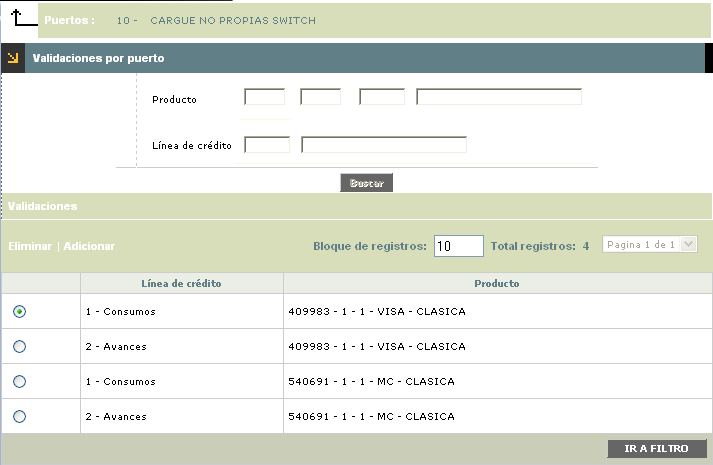 Puertos : 10 - CARGUE NO PROPIAS SWITCH
Validaciones por puerto
Producto
Línea de crédito
Buscar
Validaciones
Eliminar | Adicionar Bloque de registros: 10 Total registros: 4 Pagina 1 de 1
Línea de crédito Producto
1 - Consumos 409983 - 1 - 1 - VISA - CLASICA
2 - Avances 409983 - 1 - 1 - VISA - CLASICA
1 - Consumos 540691 - 1 - 1 - MC - CLASICA
2 - Avances 540691 - 1 - 1 - MC - CLASICA
IR A FILTRO